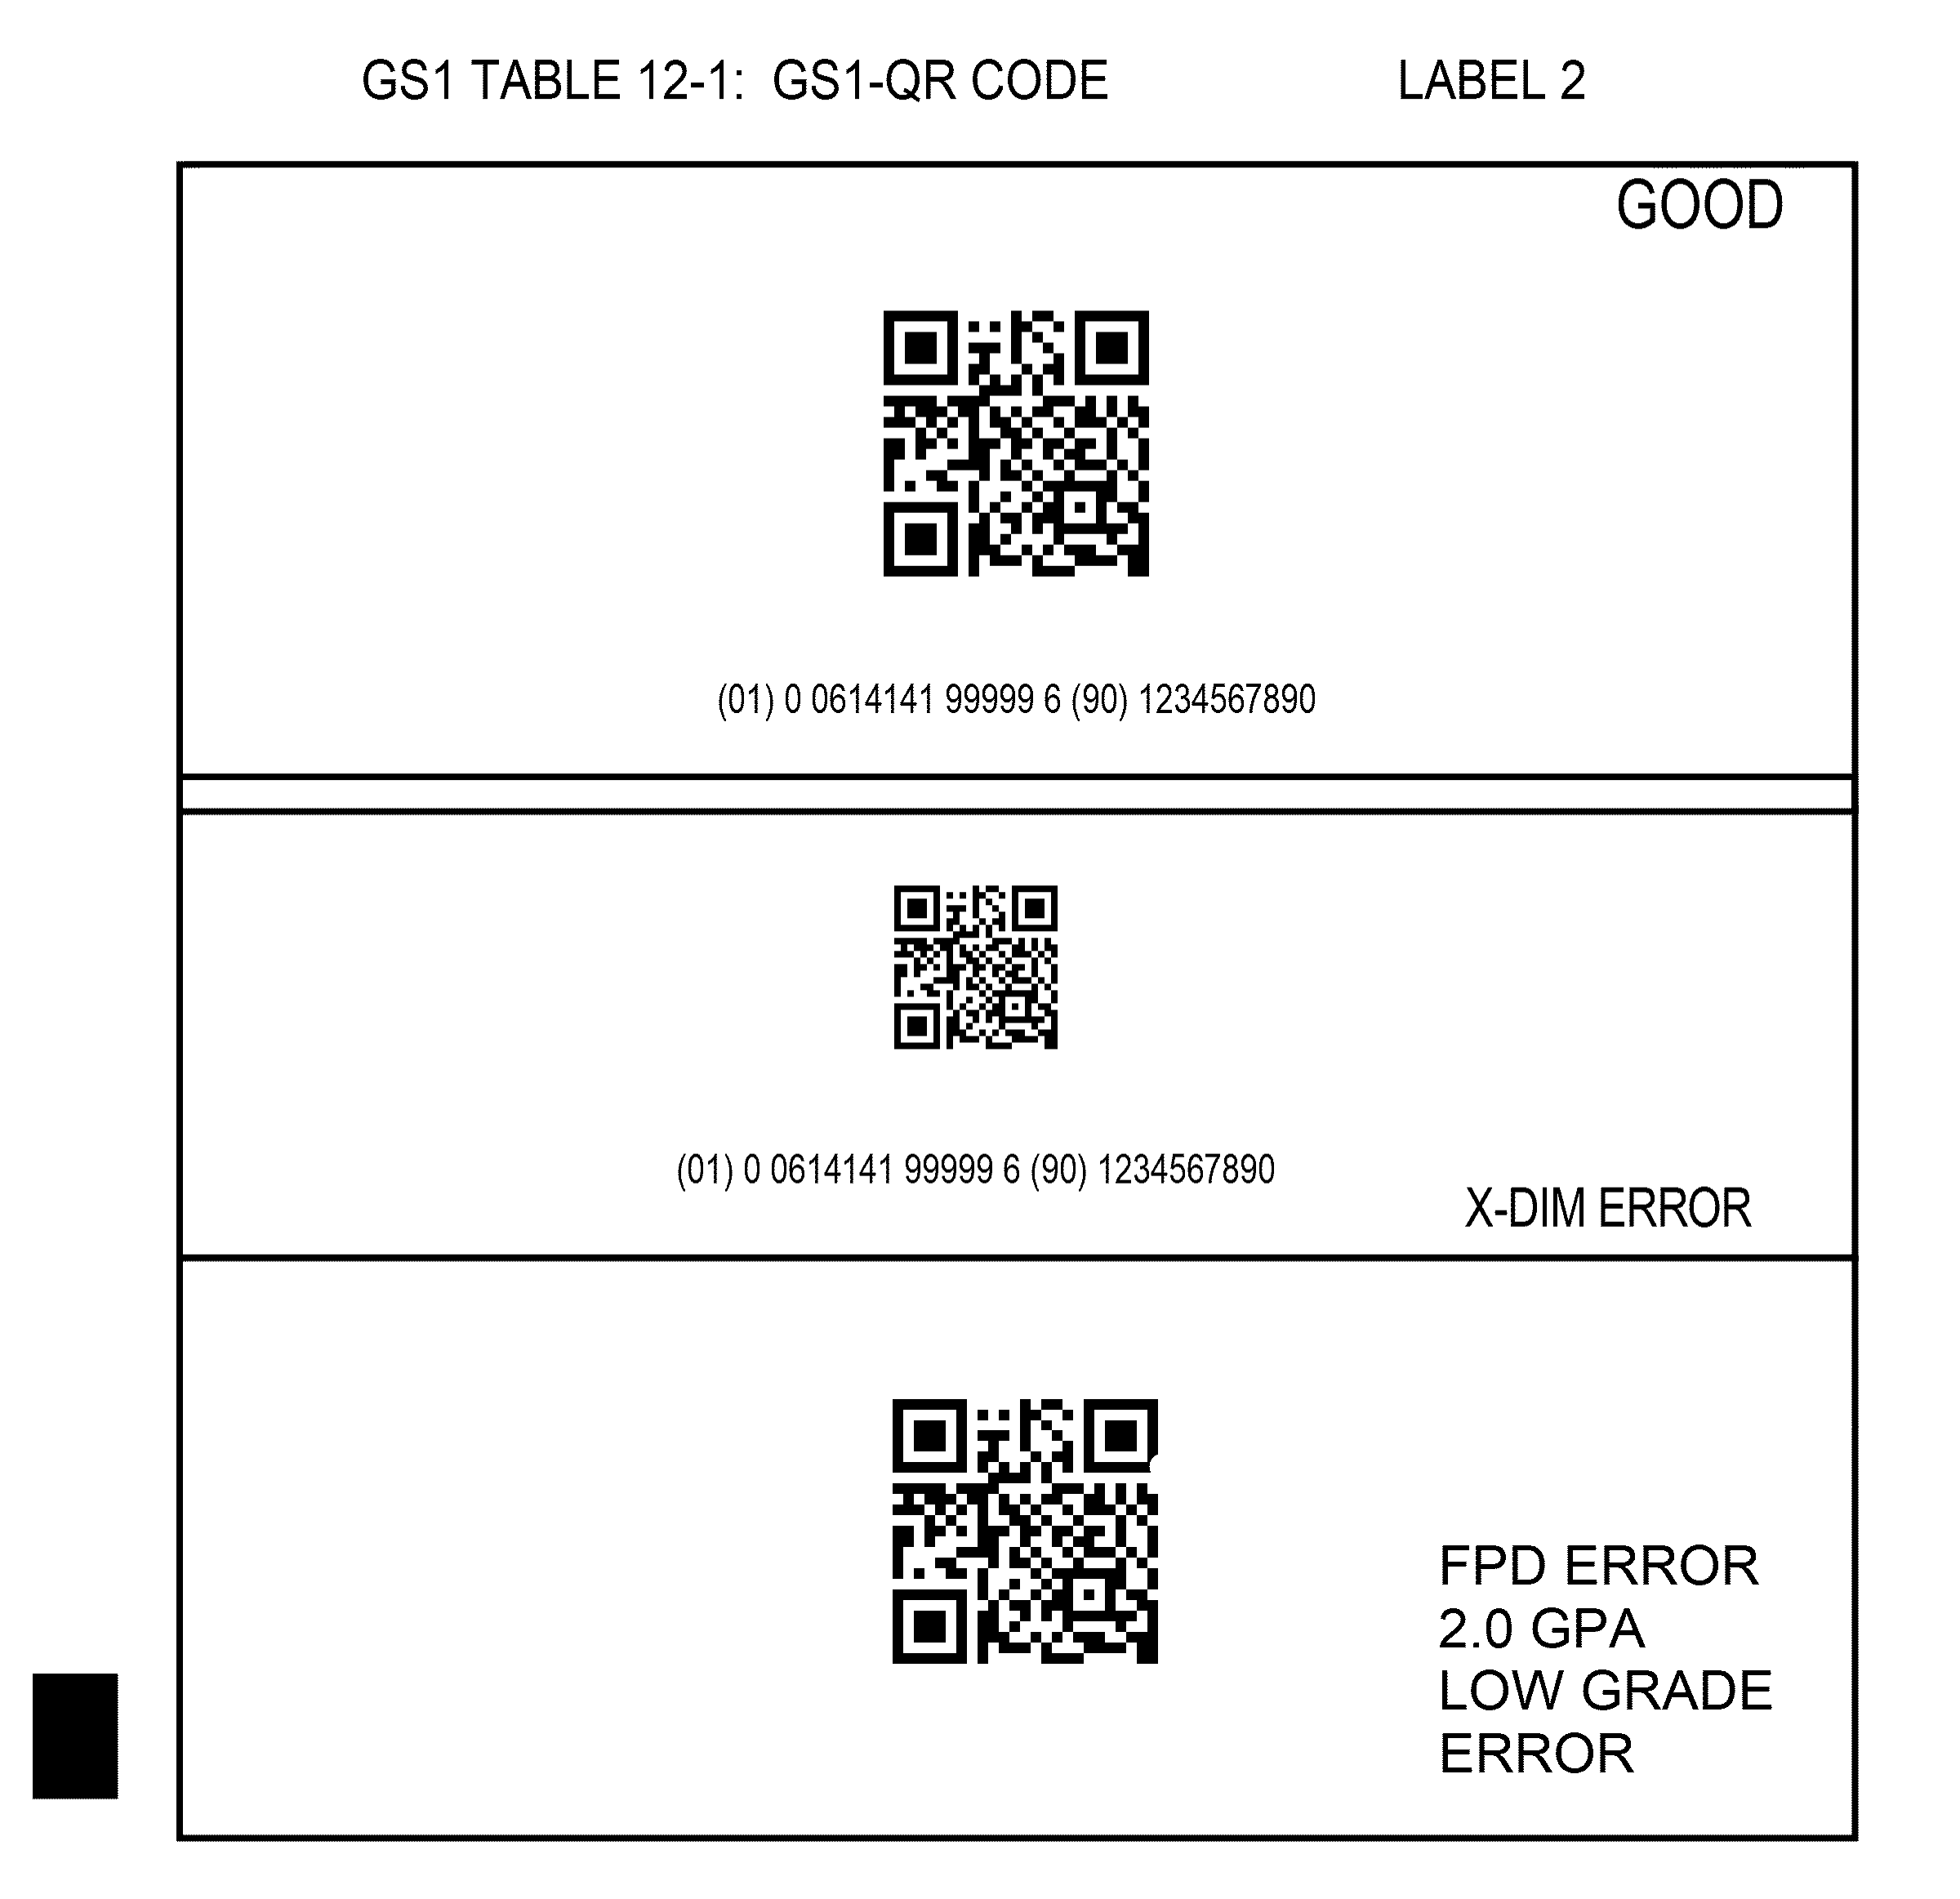 GS1 TABLE 12-1: GS1-QR CODE LABEL 2
GOOD
(01) 0 0614141 99999 6 (90) 1234567890
(01) 0 0614141 99999 6 (90) 1234567890
X-DIM ERROR
FPD ERROR
2.0 GPA
LOW GRADE
ERROR